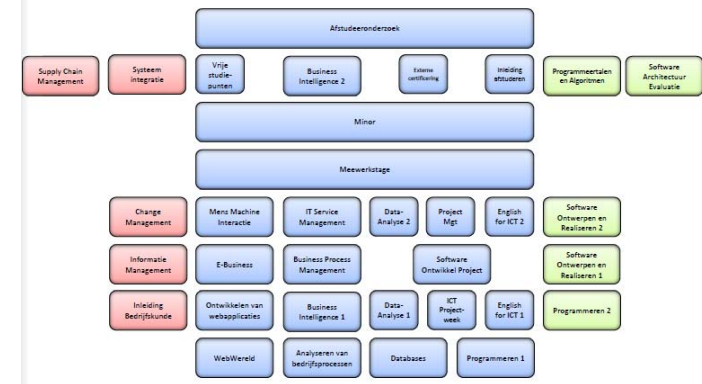 Afstudeeronderzoek
Supply Chain
Management
Systeem
integratie
Vrije
studie-
punten
Business
Intelligence 2
Externe
certificering
Inleiding
afstuderen
Programmeertalen
en Algoritmen
Software
Architectuur
Evaluatie
Minor
Meewerkstage
Change
Management
Mens Machine
Interactie
IT Service
Management
Data-
Analyse 2
Project
Mgt
English
for ICT 2
Software
Ontwerpen en
Realiseren 2
Informatie
Management
E-Business
Business Process
Management
Software
Ontwikkel Project
Software
Ontwerpen en
Realiseren 1
Inleiding
Bedrijfskunde
Ontwikkelen van
webapplicaties
Business
Intelligence 1
Data-
Analyse 1
ICT
Project-
week
English
for ICT 1
Programmeren 2
WebWereld
Analyseren van
bedrijfsprocessen
Databases
Programmeren 1